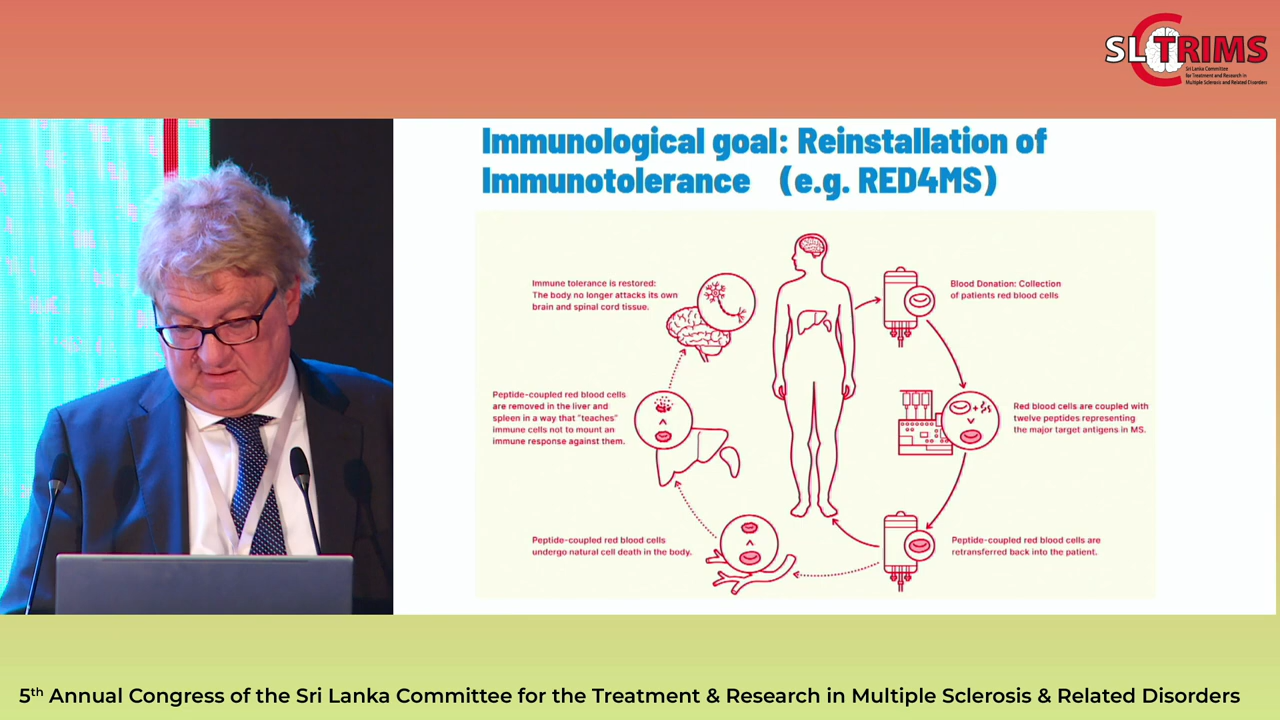 SLCTRIMS
Sri Lanka Committee
for Treatment and Research in
Multiple Sclerosis and Related Disorders
Immunological goal: Reinstallation of
Immunotolerance (e.g. RED4MS)
Immune tolerance is restored:
The body no longer attacks its own
brain and spinal cord tissue.
Blood Donation: Collection
of patients red blood cells
Peptide-coupled red blood cells
are removed in the liver and
spleen in a way that "teaches"
immune cells not to mount an
immune response against them.
Red blood cells are coupled with
twelve peptides representing
the major target antigens in MS.
Peptide-coupled red blood cells
undergo natural cell death in the body.
Peptide-coupled red blood cells are
retransferred back into the patient.
5th Annual Congress of the Sri Lanka Committee for the Treatment & Research in Multiple Sclerosis & Related Disorders